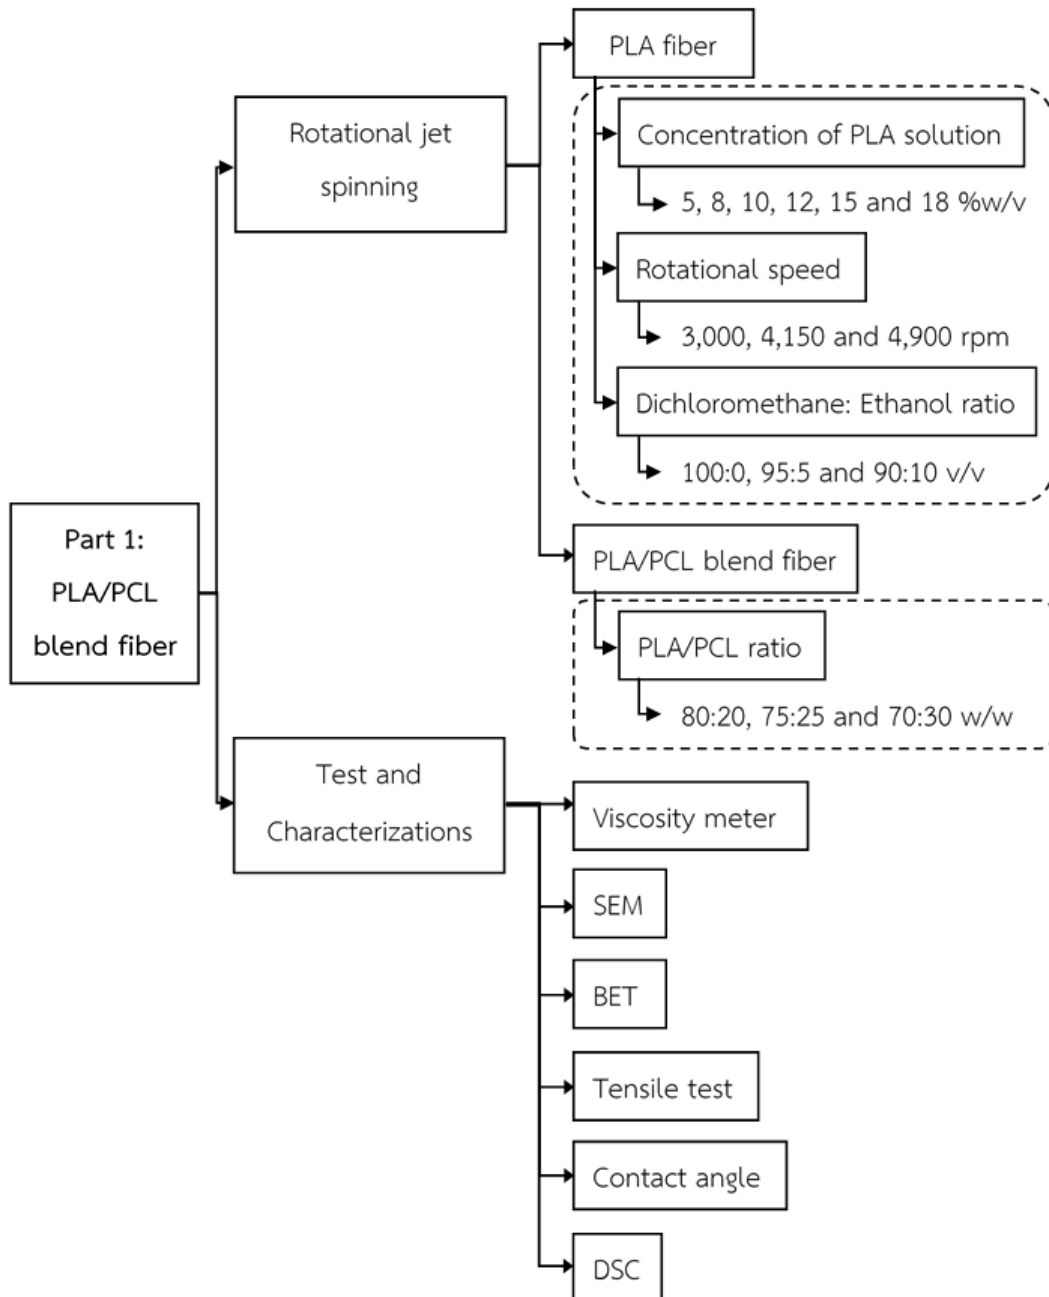 Part 1:
PLA/PCL
blend fiber
Rotational jet
spinning
PLA fiber
Concentration of PLA solution
5, 8, 10, 12, 15 and 18 %w/v
Rotational speed
3,000, 4,150 and 4,900 rpm
Dichloromethane: Ethanol ratio
100:0, 95:5 and 90:10 v/v
PLA/PCL blend fiber
PLA/PCL ratio
80:20, 75:25 and 70:30 w/w
Test and
Characterizations
Viscosity meter
SEM
BET
Tensile test
Contact angle
DSC